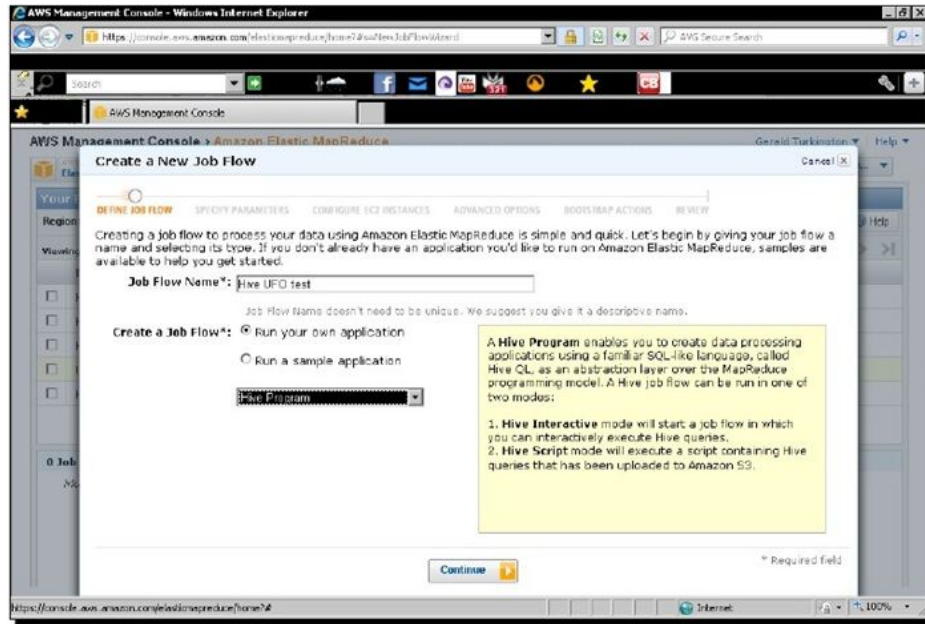 AWS Management Console - Windows Internet Explorer
https://console.aws.amazon.com/elasticmapreduce/home?#s=NewJobFlowWizard
AVG Secure Search
Search
f
You
321
CB
AWS Management Console
AWS Management Console > Amazon Elastic MapReduce
Gerald Turkington
Help
Create a New Job Flow
Cancel
DEFINE JOB FLOW
SPECIFY PARAMETERS
CONFIGURE EC2 INSTANCES
ADVANCED OPTIONS
BOOTSTRAP ACTIONS
REVIEW
Your
Region
Help
Viewing
Creating a job flow to process your data using Amazon Elastic MapReduce is simple and quick. Let's begin by giving your job flow a
name and selecting its type. If you don't already have an application you'd like to run on Amazon Elastic MapReduce, samples are
available to help you get started.
Job Flow Name*: Hive UFO test
Job Flow Name doesn't need to be unique. We suggest you give it a descriptive name.
Create a Job Flow*: Run your own application
Run a sample application
Hive Program
A Hive Program enables you to create data processing
applications using a familiar SQL-like language, called
Hive QL, as an abstraction layer over the MapReduce
programming model. A Hive job flow can be run in one of
two modes:
1. Hive Interactive mode will start a job flow in which
you can interactively execute Hive queries.
2. Hive Script mode will execute a script containing Hive
queries that has been uploaded to Amazon S3.
0 Job
Continue
* Required field
https://console.aws.amazon.com/elasticmapreduce/home?#
Internet
100%